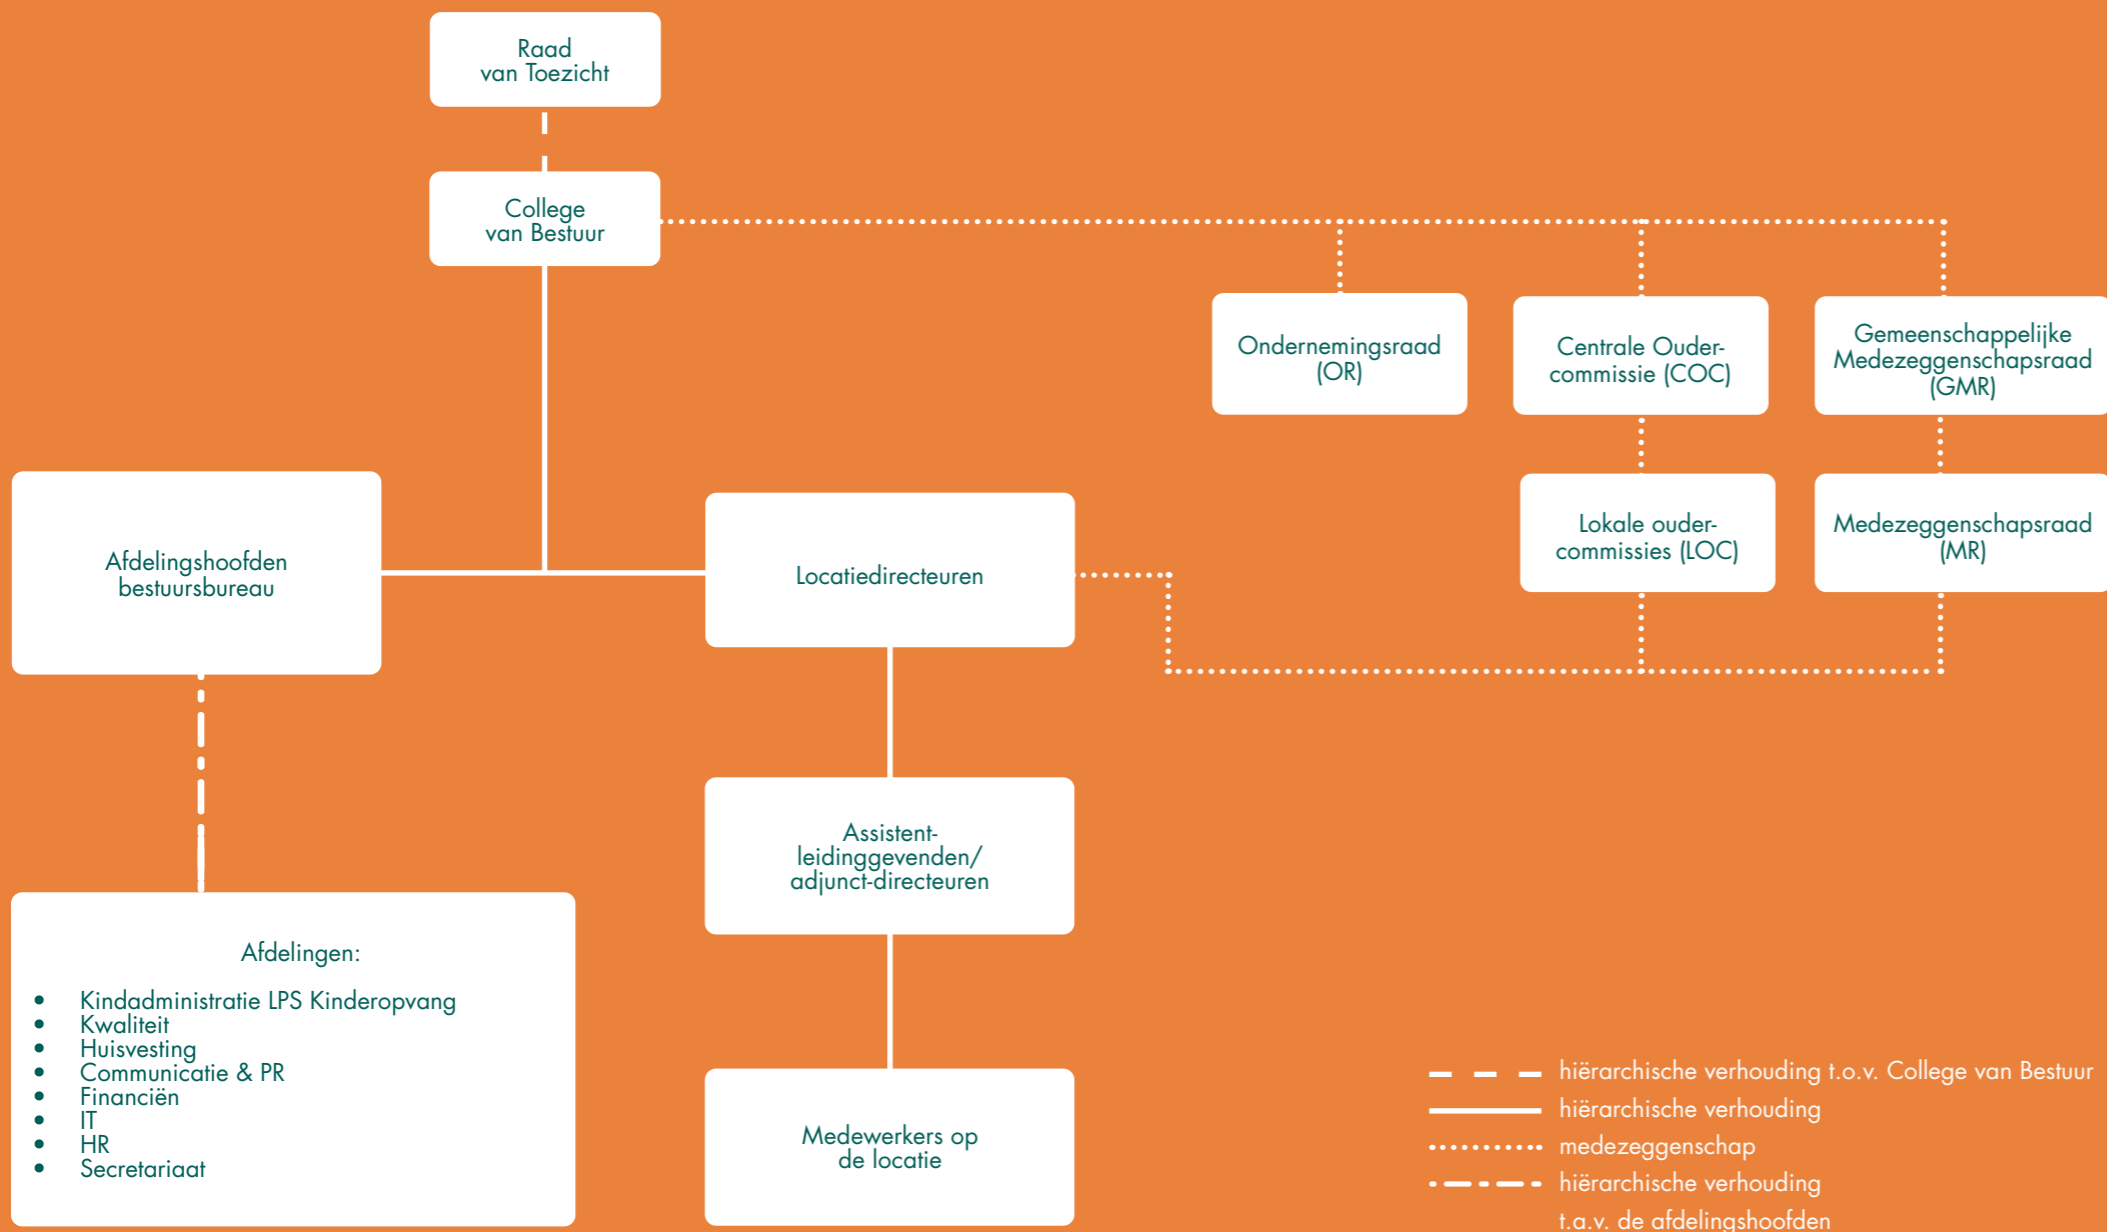 Raad
van Toezicht
College
van Bestuur
Ondernemingsraad
(OR)
Centrale Ouder-
commissie (COC)
Gemeenschappelijke
Medezeggenschapsraad
(GMR)
Afdelingshoofden
bestuursbureau
Locatiedirecteuren
Lokale ouder-
commissies (LOC)
Medezeggenschapsraad
(MR)
Assistent-
leidinggevenden/
adjunct-directeuren
Afdelingen:
• Kindadministratie LPS Kinderopvang
• Kwaliteit
• Huisvesting
• Communicatie & PR
• Financiën
• IT
• HR
• Secretariaat
Medewerkers op
de locatie
hiërarchische verhouding t.o.v. College van Bestuur
hiërarchische verhouding
medezeggenschap
hiërarchische verhouding
t.a.v. de afdelingshoofden